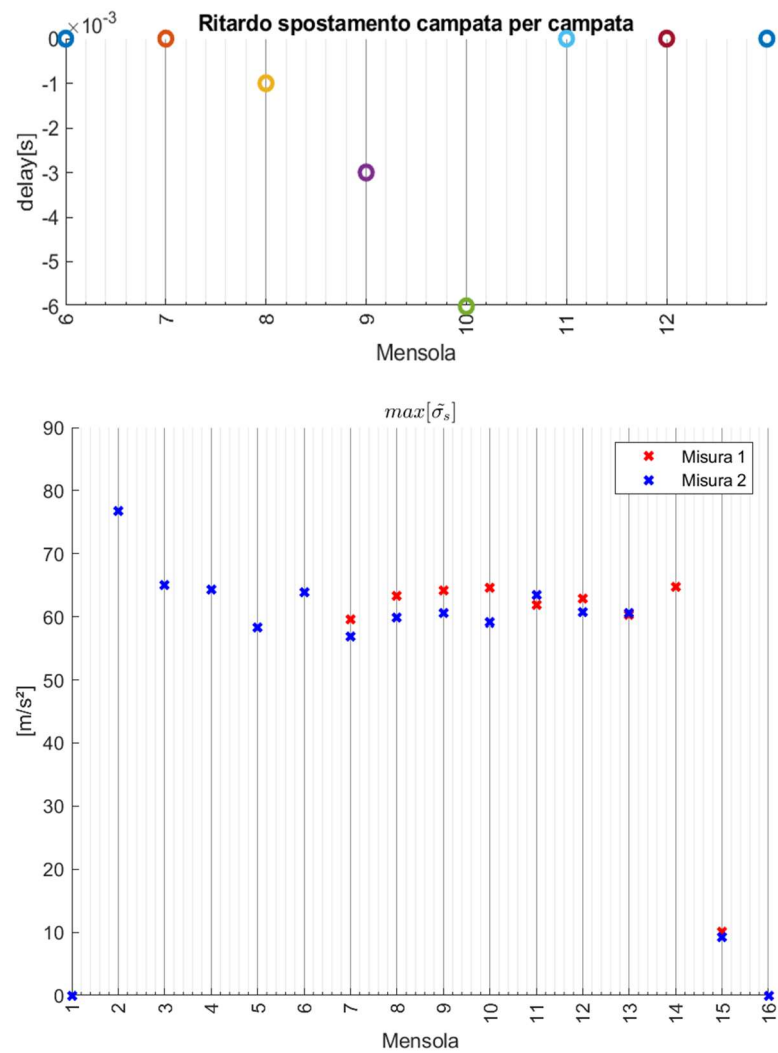 ×10⁻³
Ritardo spostamento campata per campata
0
-1
-2
-3
-4
-5
-6
delay[s]
6 7 8 9 10 11 12
Mensola
max[σ̃ₛ]
90
80
70
60
50
40
30
20
10
0
[m/s²]
Misura 1
Misura 2
1 2 3 4 5 6 7 8 9 10 11 12 13 14 15 16
Mensola